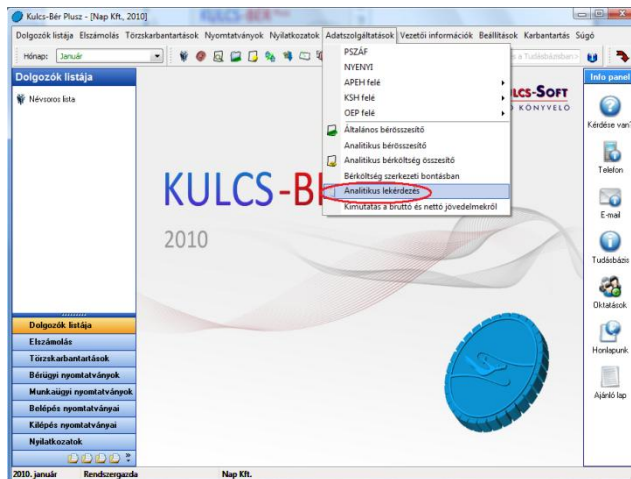 Kulcs-Bér Plusz - [Nap Kft., 2010]
Dolgozók listája Elszámolás Törzskarbantartások Nyomtatványok Nyilatkozatok Adatszolgáltatások Vezetői információk Beállítások Karbantartás Súgó
Hónap: Január
a Tudásbázisban>
Dolgozók listája
Névsoros lista
PSZÁF
NYENYI
APEH felé
KSH felé
OEP felé
Általános bérösszesítő
Analitikus bérösszesítő
Analitikus bérköltség összesítő
Bérköltség szerkezeti bontásban
Analitikus lekérdezés
Kimutatás a bruttó és nettó jövedelmekről
LCS-SOFT
KÖNYVELŐ
KULCS-BÉ
2010
Info panel
Kérdése van?
Telefon
E-mail
Tudásbázis
Oktatások
Honlapunk
Ajánló lap
Dolgozók listája
Elszámolás
Törzskarbantartások
Bérügyi nyomtatványok
Munkaügyi nyomtatványok
Belépés nyomtatványai
Kilépés nyomtatványai
Nyilatkozatok
2010. január Rendszergazda Nap Kft.